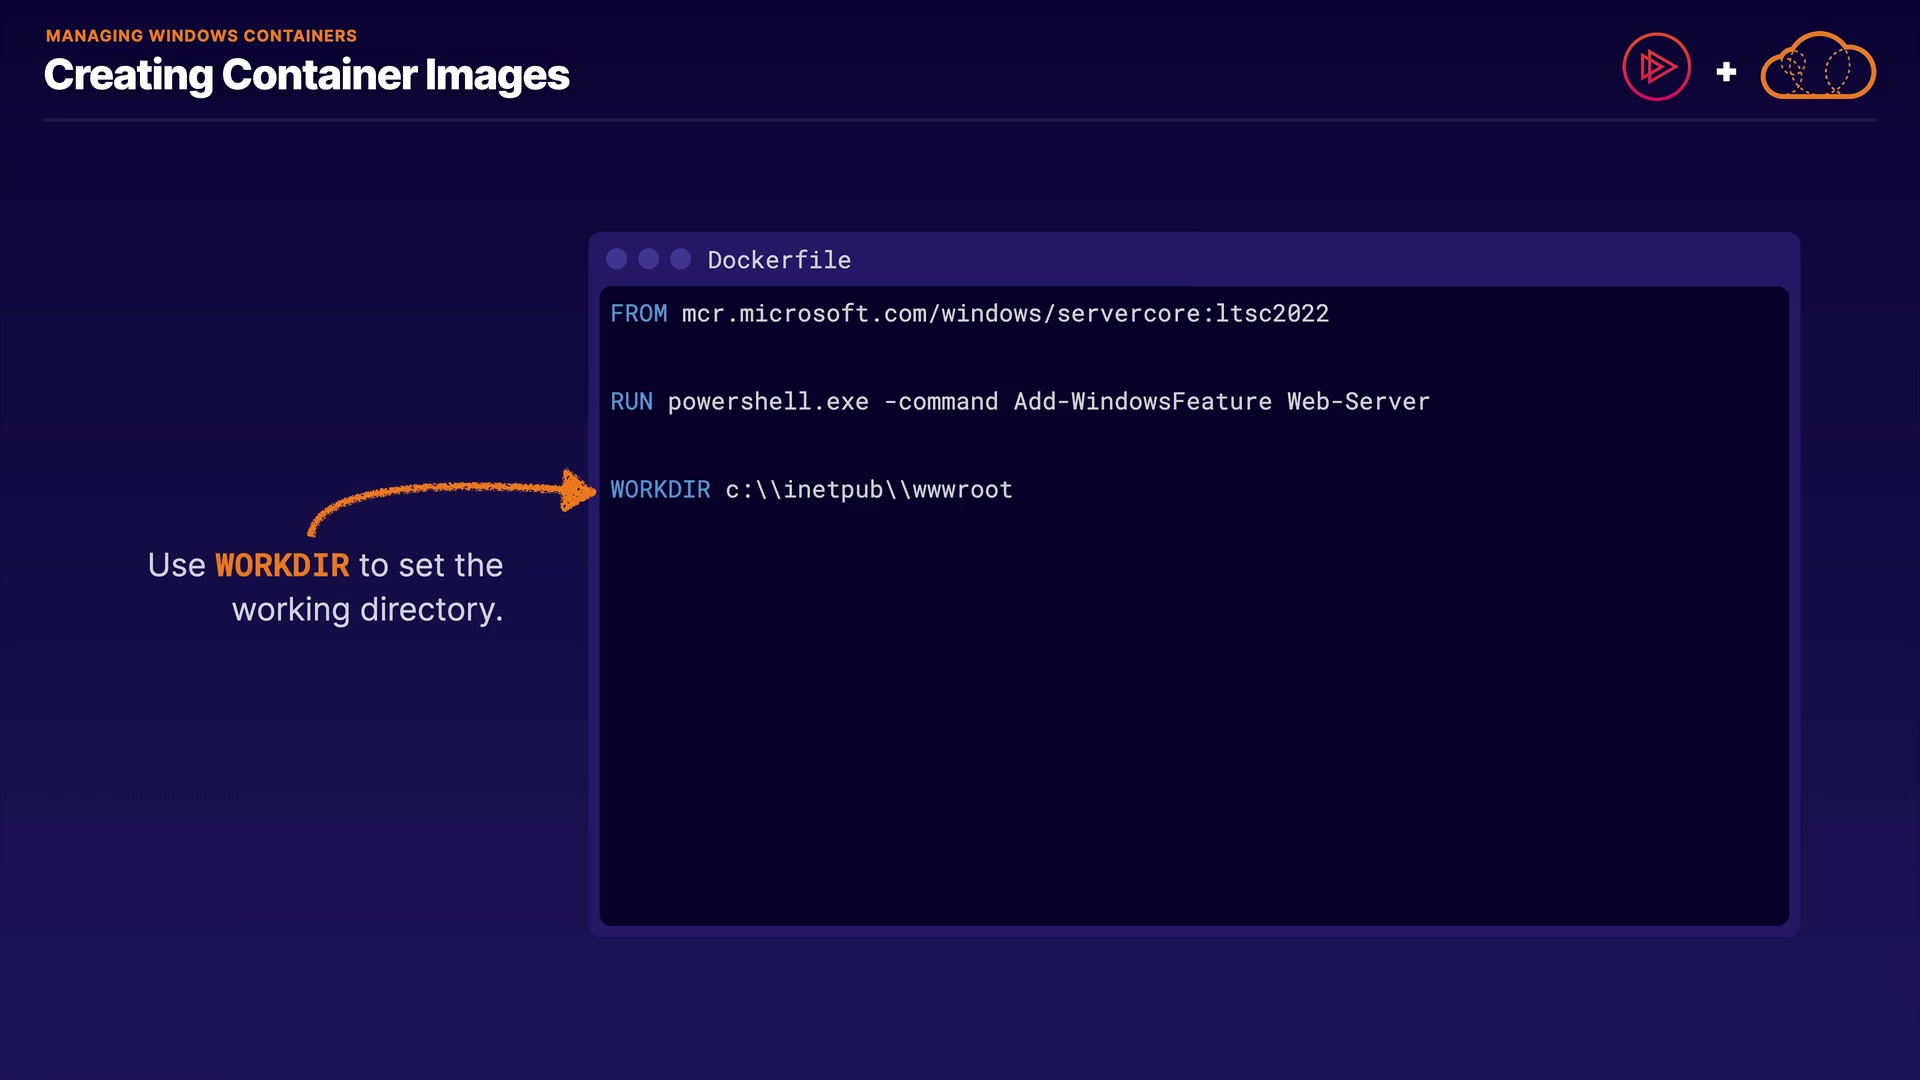 MANAGING WINDOWS CONTAINERS
Creating Container Images
+
Dockerfile
FROM mcr.microsoft.com/windows/servercore:ltsc2022
RUN powershell.exe -command Add-WindowsFeature Web-Server
WORKDIR c:\\inetpub\\wwwroot
Use WORKDIR to set the
working directory.